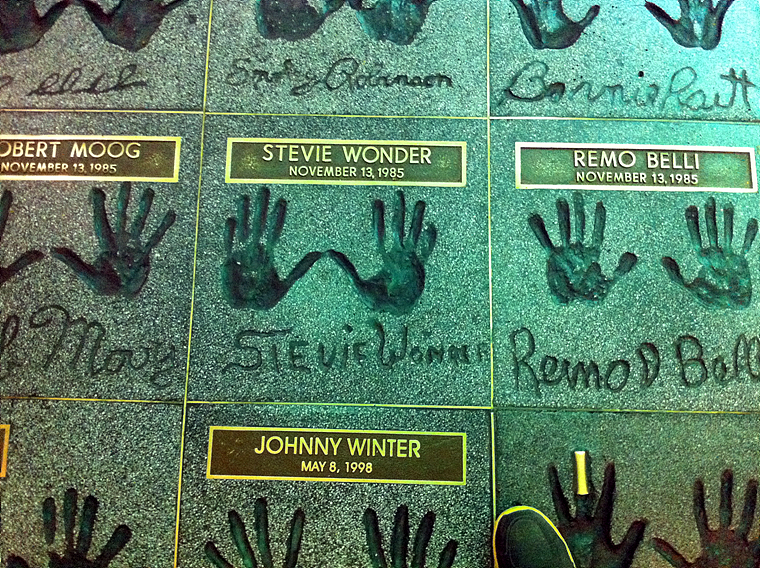 Smokey Robinson
Bonnie Raitt
OBERT MOOG
NOVEMBER 13, 1985
STEVIE WONDER
NOVEMBER 13, 1985
REMO BELLI
NOVEMBER 13, 1985
Moog
STEVIE WONDER
Remo D. Belli
JOHNNY WINTER
MAY 8, 1998